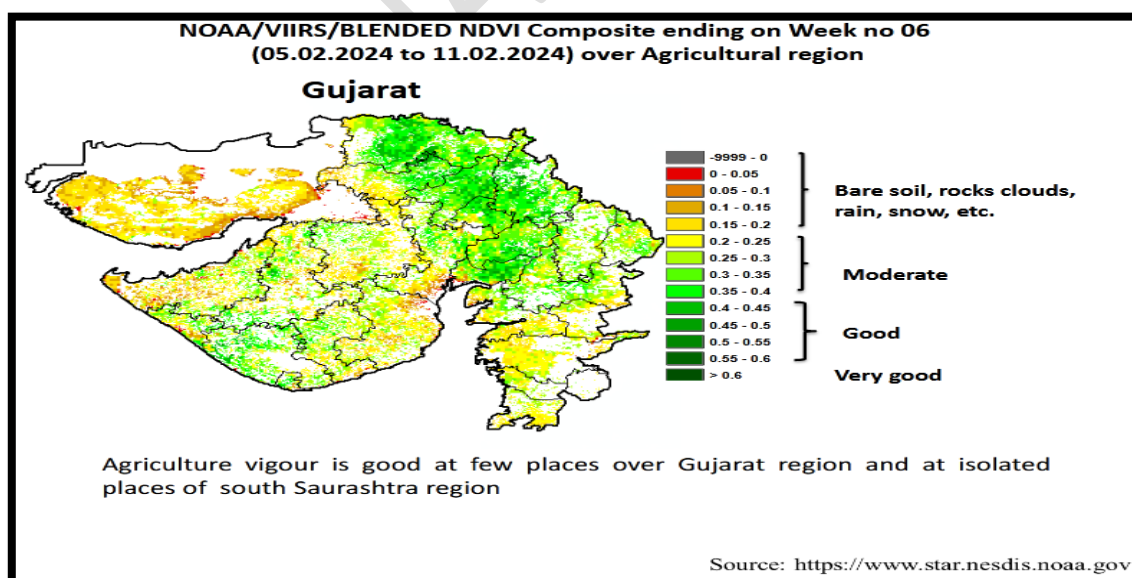 NOAA/VIIRS/BLENDED NDVI Composite ending on Week no 06
(05.02.2024 to 11.02.2024) over Agricultural region
Gujarat
-9999 - 0
0 - 0.05
0.05 - 0.1
0.1 - 0.15
0.15 - 0.2
0.2 - 0.25
0.25 - 0.3
0.3 - 0.35
0.35 - 0.4
0.4 - 0.45
0.45 - 0.5
0.5 - 0.55
0.55 - 0.6
> 0.6
Bare soil, rocks clouds,
rain, snow, etc.
Moderate
Good
Very good
Agriculture vigour is good at few places over Gujarat region and at isolated
places of south Saurashtra region
Source: https://www.star.nesdis.noaa.gov